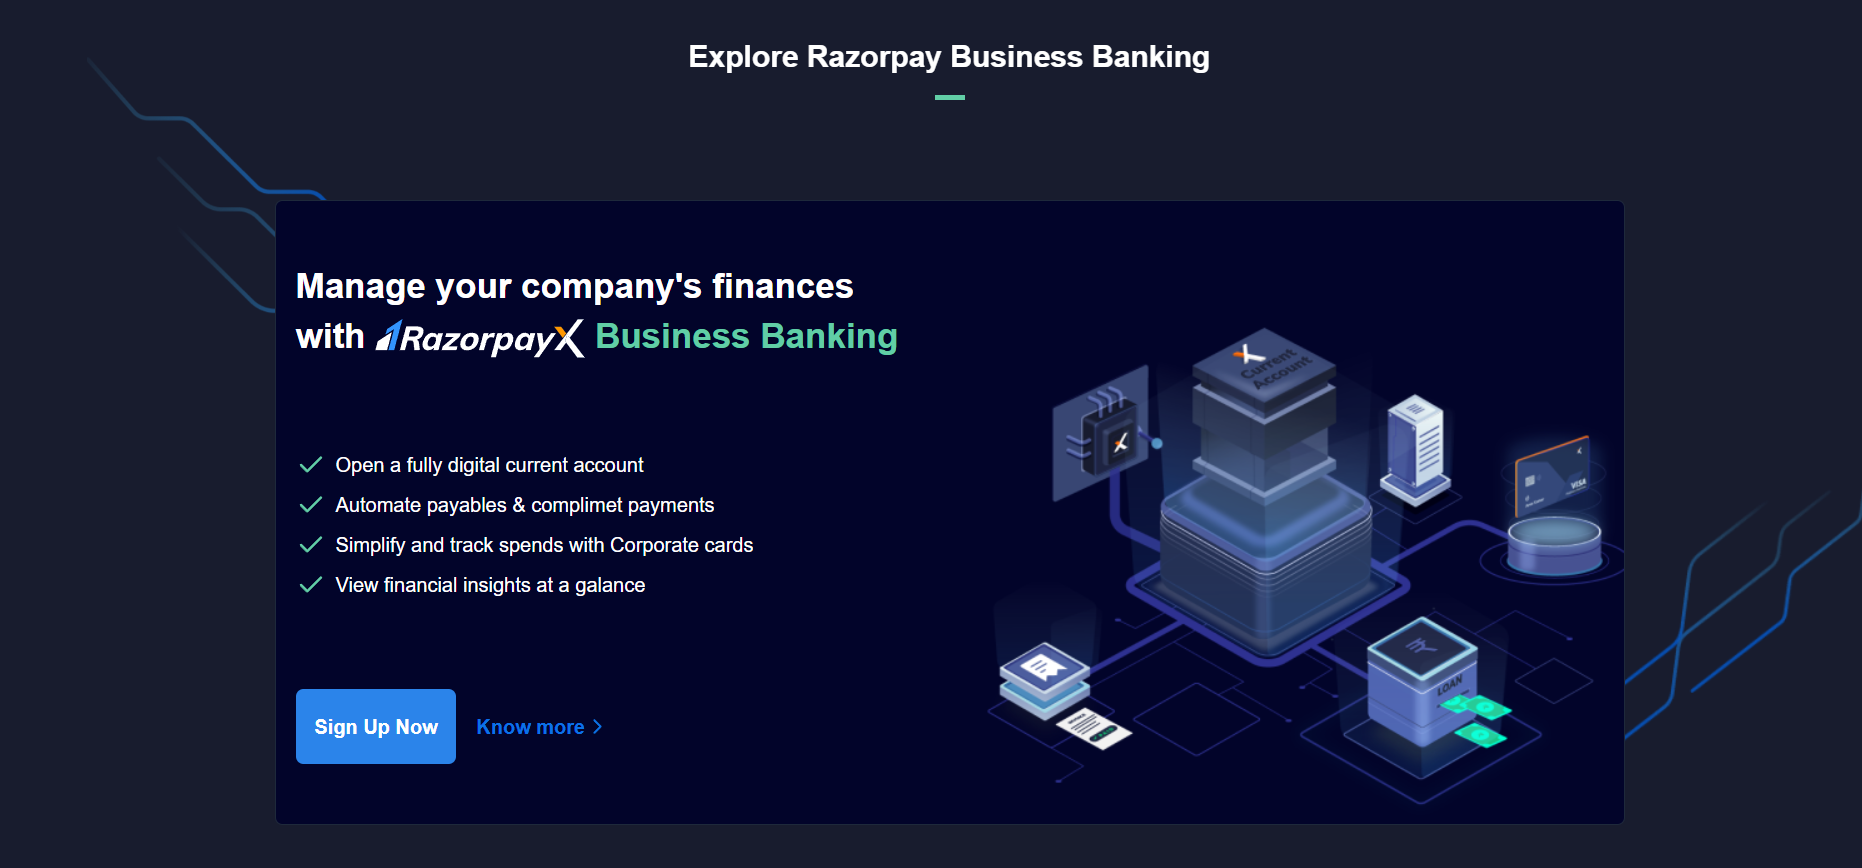 Explore Razorpay Business Banking
Manage your company's finances
with RazorpayX Business Banking
Open a fully digital current account
Automate payables & complimet payments
Simplify and track spends with Corporate cards
View financial insights at a galance
Sign Up Now
Know more
Current
Account
VISA
LOAN
INVOICE
PAID